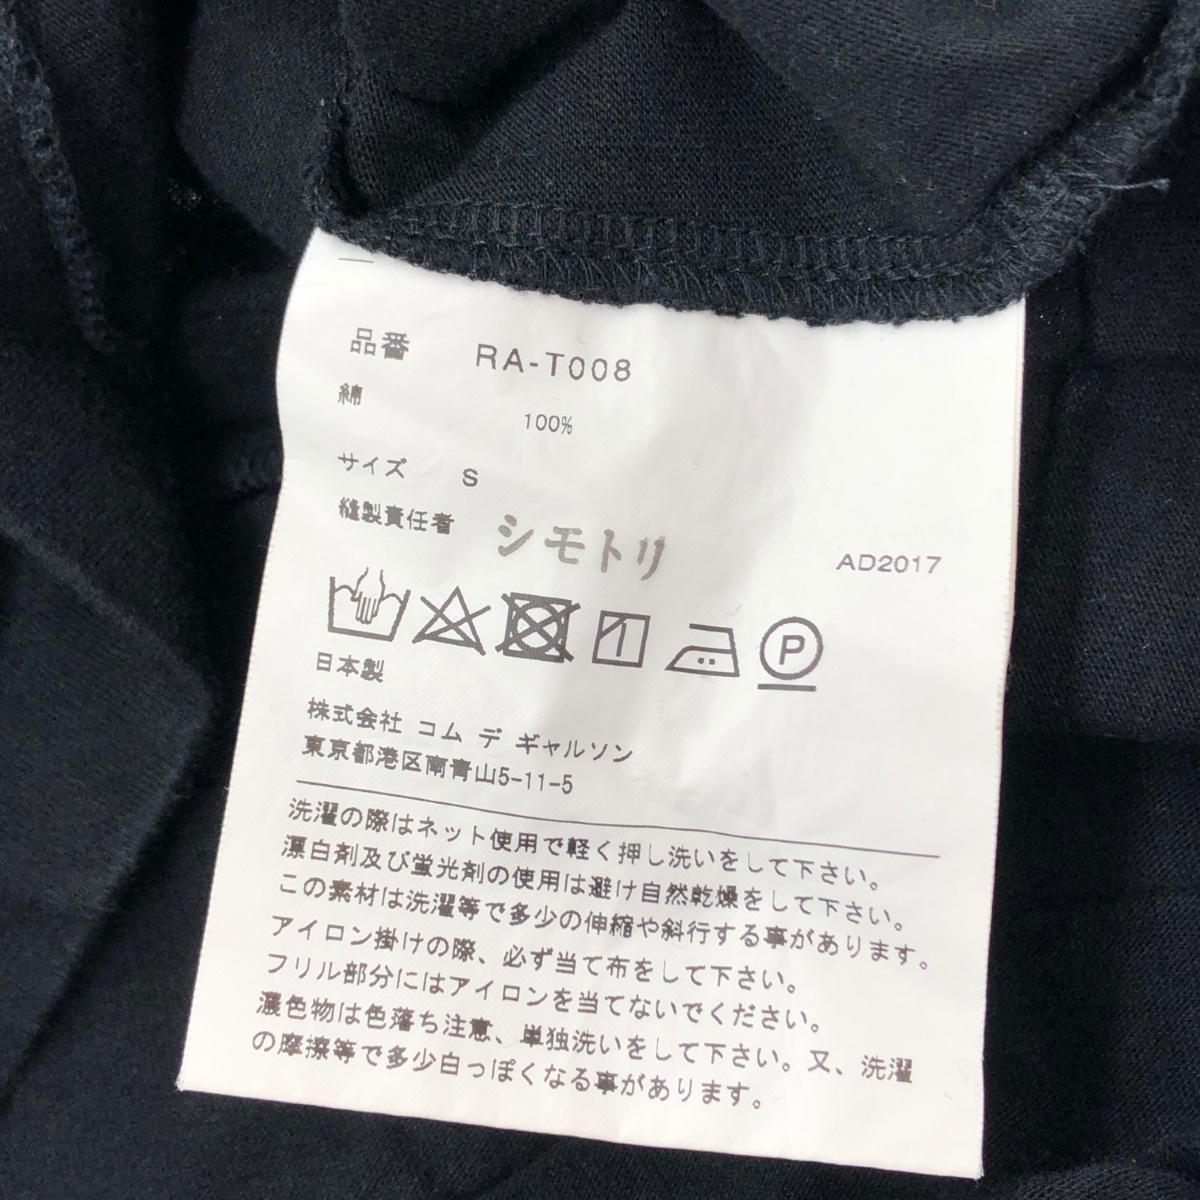 品番 RA-T008
綿 100%
サイズ S
縫製責任者 シモトリ AD2017
P
日本製
株式会社 コム デ ギャルソン
東京都港区南青山5-11-5
洗濯の際はネット使用で軽く押し洗いをして下さい。
漂白剤及び蛍光剤の使用は避け自然乾燥をして下さい。
この素材は洗濯等で多少の伸縮や斜行する事があります。
アイロン掛けの際、必ず当て布をして下さい。
フリル部分にはアイロンを当てないでください。
濃色物は色落ち注意、単独洗いをして下さい。又、洗濯
の摩擦等で多少白っぽくなる事があります。